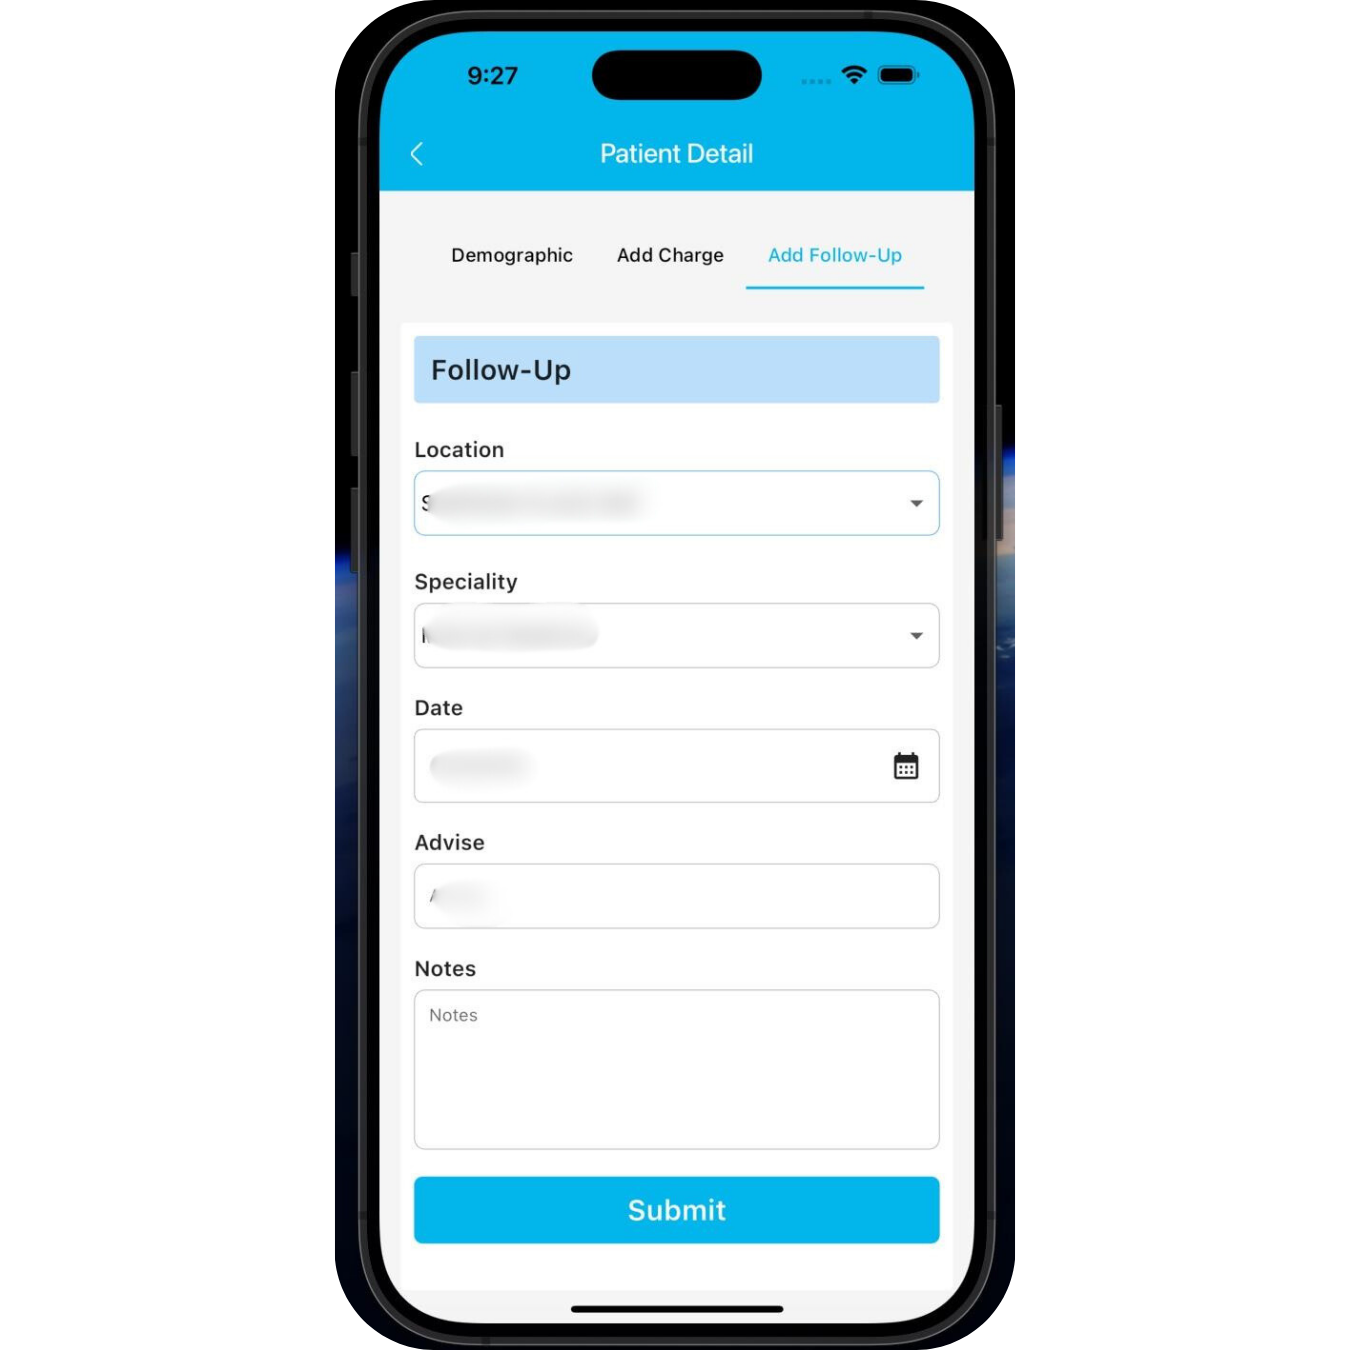 9:27
Patient Detail
Demographic Add Charge Add Follow-Up
Follow-Up
Location
Speciality
Date
Advise
Notes
Notes
Submit